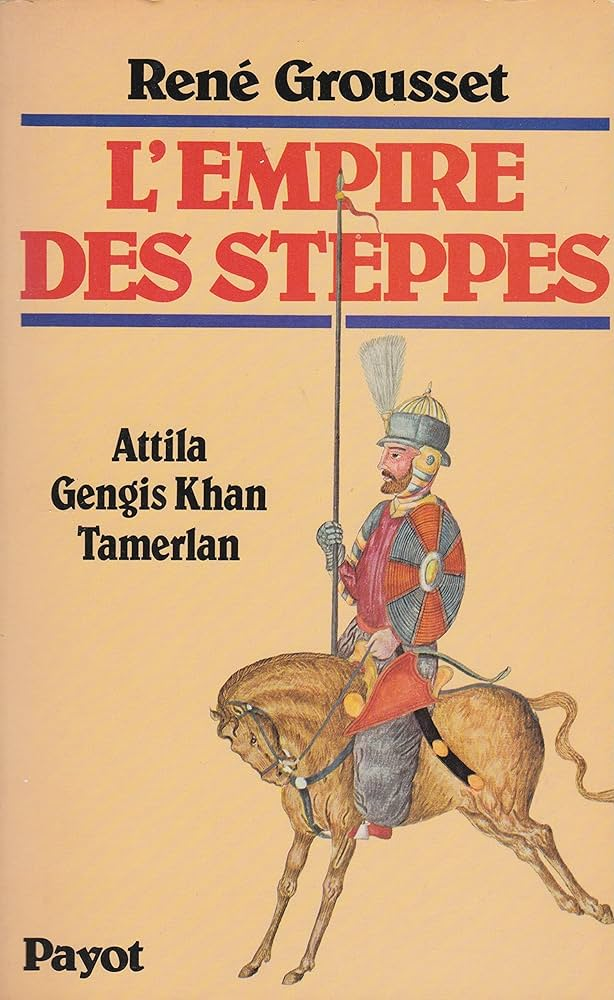 René Grousset
L'EMPIRE
DES STEPPES
Attila
Gengis Khan
Tamerlan
Payot